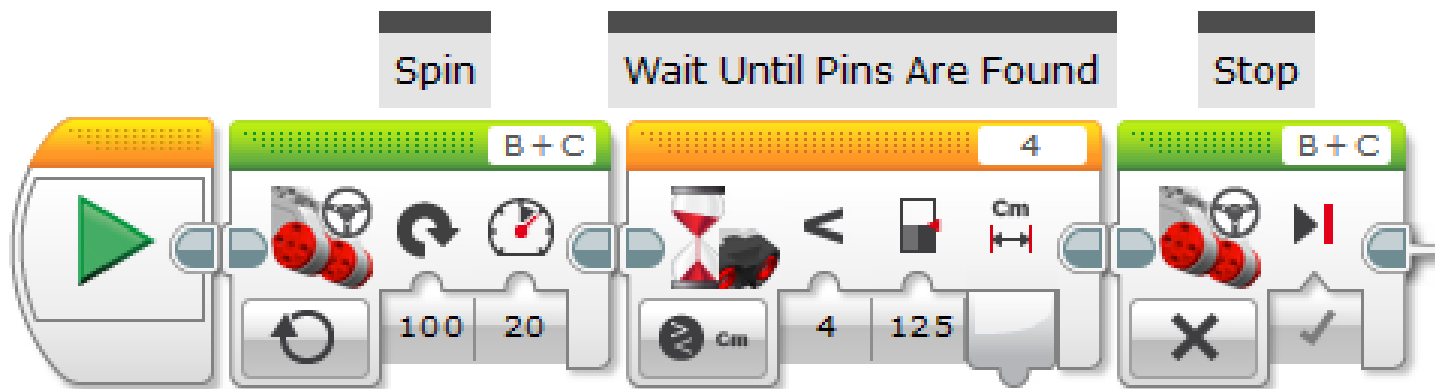 Spin
Wait Until Pins Are Found
Stop
B + C
4
B + C
<
Cm
100
20
Cm
4
125